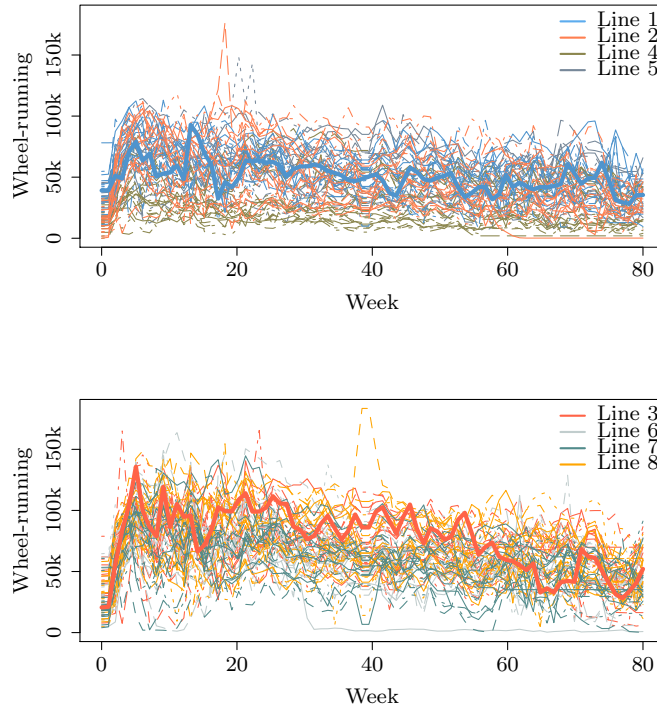 Line 1
Line 2
Line 4
Line 5
150k
100k
50k
0
Wheel-running
0 20 40 60 80
Week
Line 3
Line 6
Line 7
Line 8
150k
100k
50k
0
Wheel-running
0 20 40 60 80
Week